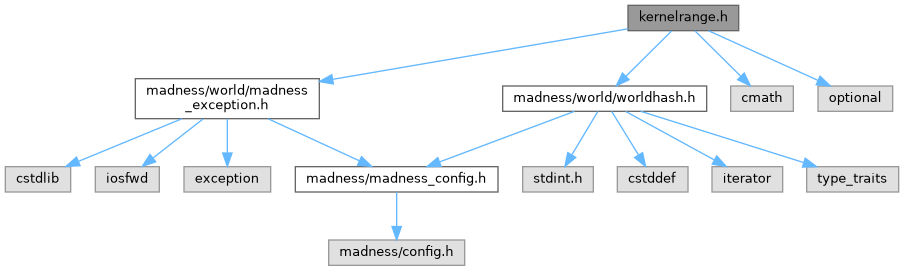 kernelrange.h
madness/world/madness
_exception.h
madness/world/worldhash.h
cmath
optional
cstdlib
iosfwd
exception
madness/madness_config.h
stdint.h
cstddef
iterator
type_traits
madness/config.h